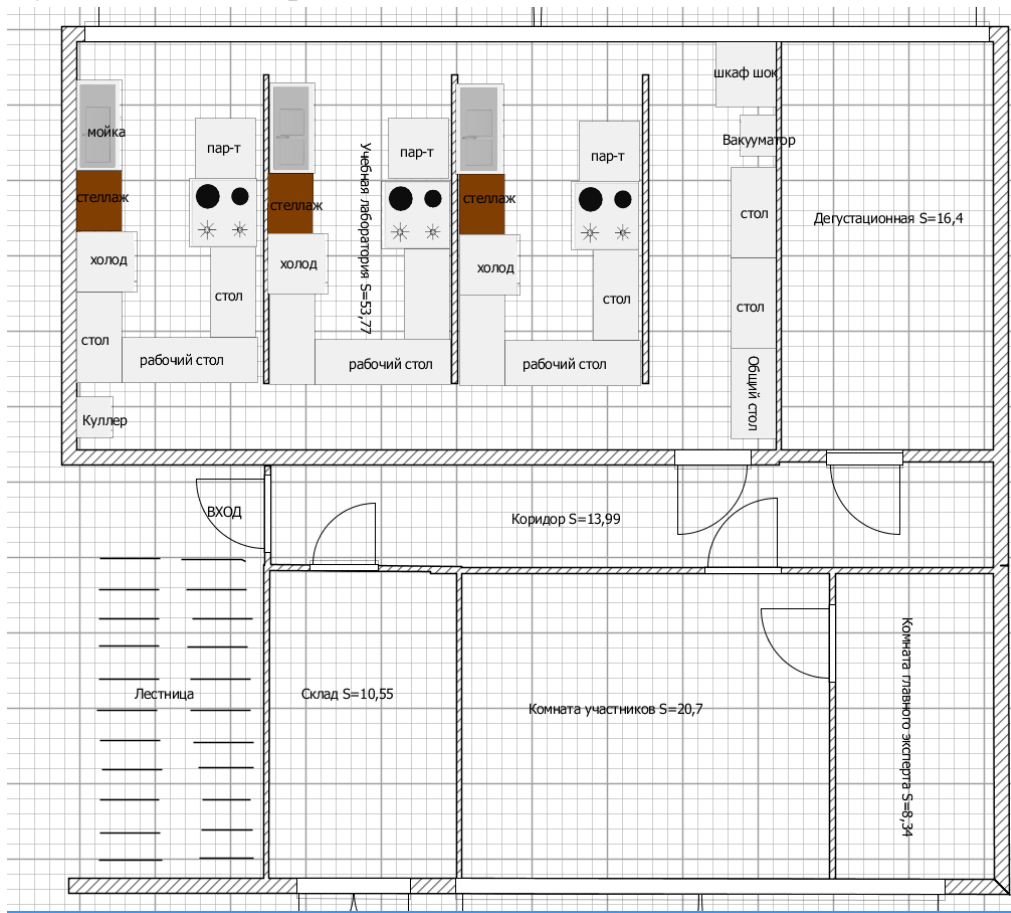 шкаф шок
мойка
пар-т
пар-т
пар-т
Вакууматор
стеллаж
стеллаж
стеллаж
Учебная лаборатория S=53,77
стол
Дегустационная S=16,4
холод
холод
холод
стол
стол
стол
стол
рабочий стол
рабочий стол
рабочий стол
Общий стол
Куллер
ВХОД
Коридор S=13,99
Лестница
Склад S=10,55
Комната участников S=20,7
Комната главного эксперта S=8,34